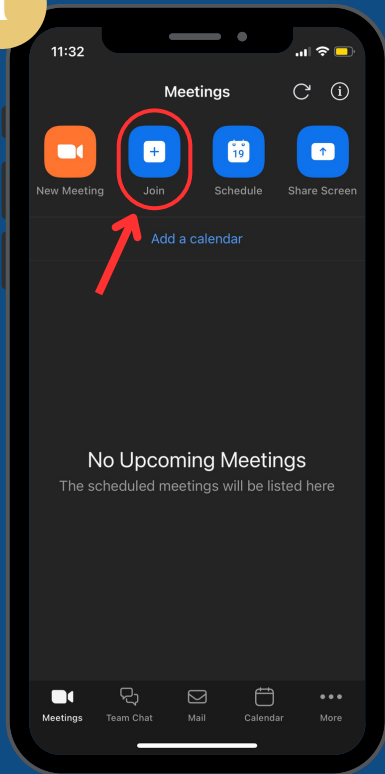 11:32
Meetings
New Meeting
Join
19
Schedule
Share Screen
Add a calendar
No Upcoming Meetings
The scheduled meetings will be listed here
Meetings
Team Chat
Mail
Calendar
More